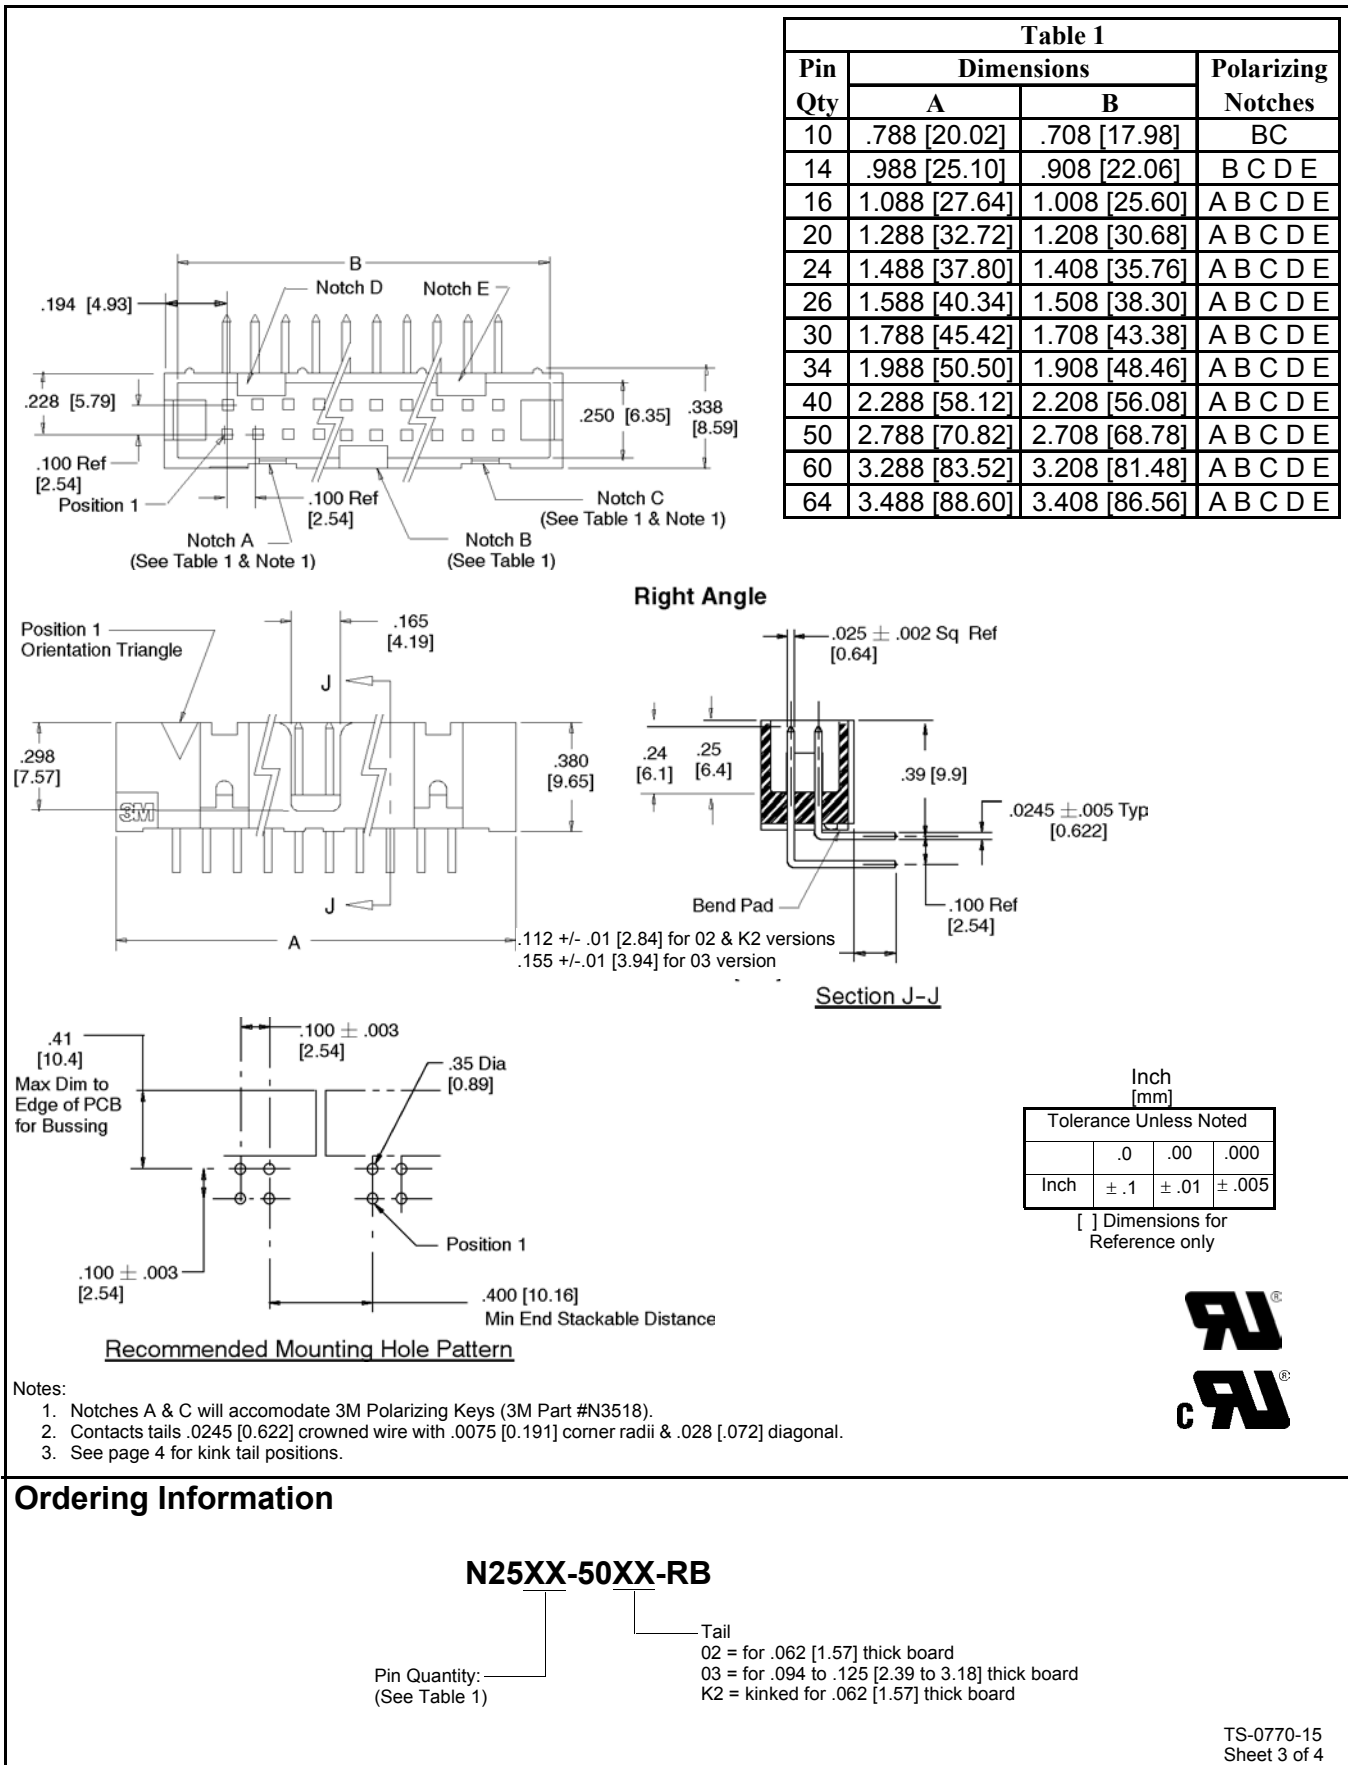 Table 1
Pin Qty Dimensions Polarizing Notches
A B
10 .788 [20.02] .708 [17.98] BC
14 .988 [25.10] .908 [22.06] B C D E
16 1.088 [27.64] 1.008 [25.60] A B C D E
20 1.288 [32.72] 1.208 [30.68] A B C D E
24 1.488 [37.80] 1.408 [35.76] A B C D E
26 1.588 [40.34] 1.508 [38.30] A B C D E
30 1.788 [45.42] 1.708 [43.38] A B C D E
34 1.988 [50.50] 1.908 [48.46] A B C D E
40 2.288 [58.12] 2.208 [56.08] A B C D E
50 2.788 [70.82] 2.708 [68.78] A B C D E
60 3.288 [83.52] 3.208 [81.48] A B C D E
64 3.488 [88.60] 3.408 [86.56] A B C D E
B
Notch D
Notch E
.194 [4.93]
.228 [5.79]
.250 [6.35]
.338
[8.59]
.100 Ref
[2.54]
Position 1
.100 Ref
[2.54]
Notch A
(See Table 1 & Note 1)
Notch B
(See Table 1)
Notch C
(See Table 1 & Note 1)
Right Angle
Position 1
Orientation Triangle
.165
[4.19]
J
.298
[7.57]
.380
[9.65]
3M
J
A
.025 ± .002 Sq Ref
[0.64]
.24
[6.1]
.25
[6.4]
.39 [9.9]
.0245 ±.005 Typ
[0.622]
Bend Pad
.100 Ref
[2.54]
.112 +/- .01 [2.84] for 02 & K2 versions
.155 +/-.01 [3.94] for 03 version
Section J-J
.41
[10.4]
Max Dim to
Edge of PCB
for Bussing
.100 ± .003
[2.54]
.35 Dia
[0.89]
Position 1
.100 ± .003
[2.54]
.400 [10.16]
Min End Stackable Distance
Recommended Mounting Hole Pattern
Inch
[mm]
Tolerance Unless Noted
.0 .00 .000
Inch ± .1 ± .01 ± .005
[ ] Dimensions for
Reference only
RU®
c RU®
Notes:
1. Notches A & C will accomodate 3M Polarizing Keys (3M Part #N3518).
2. Contacts tails .0245 [0.622] crowned wire with .0075 [0.191] corner radii & .028 [.072] diagonal.
3. See page 4 for kink tail positions.
Ordering Information
N25XX-50XX-RB
Tail
02 = for .062 [1.57] thick board
03 = for .094 to .125 [2.39 to 3.18] thick board
K2 = kinked for .062 [1.57] thick board
Pin Quantity:
(See Table 1)
TS-0770-15
Sheet 3 of 4